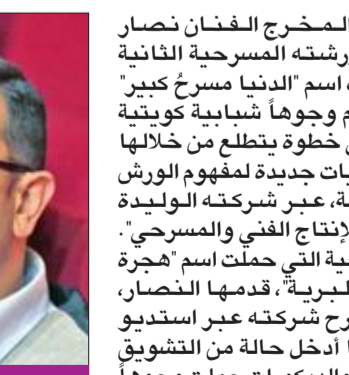 المخرج الفنان نصار
ورشته المسرحية الثانية
اسم "الدنيا مسرحُ كبير"
وجوهاً شبابية كويتية
خطوة يتطلع من خلالها
جديدة لمفهوم الورش
عبر شركته الوليدة
للإنتاج الفني والمسرحي".
التي حملت اسم "هجرة
البرية"، قدمها النصار،
شركته عبر استديو
أدخل حالة من التشويق